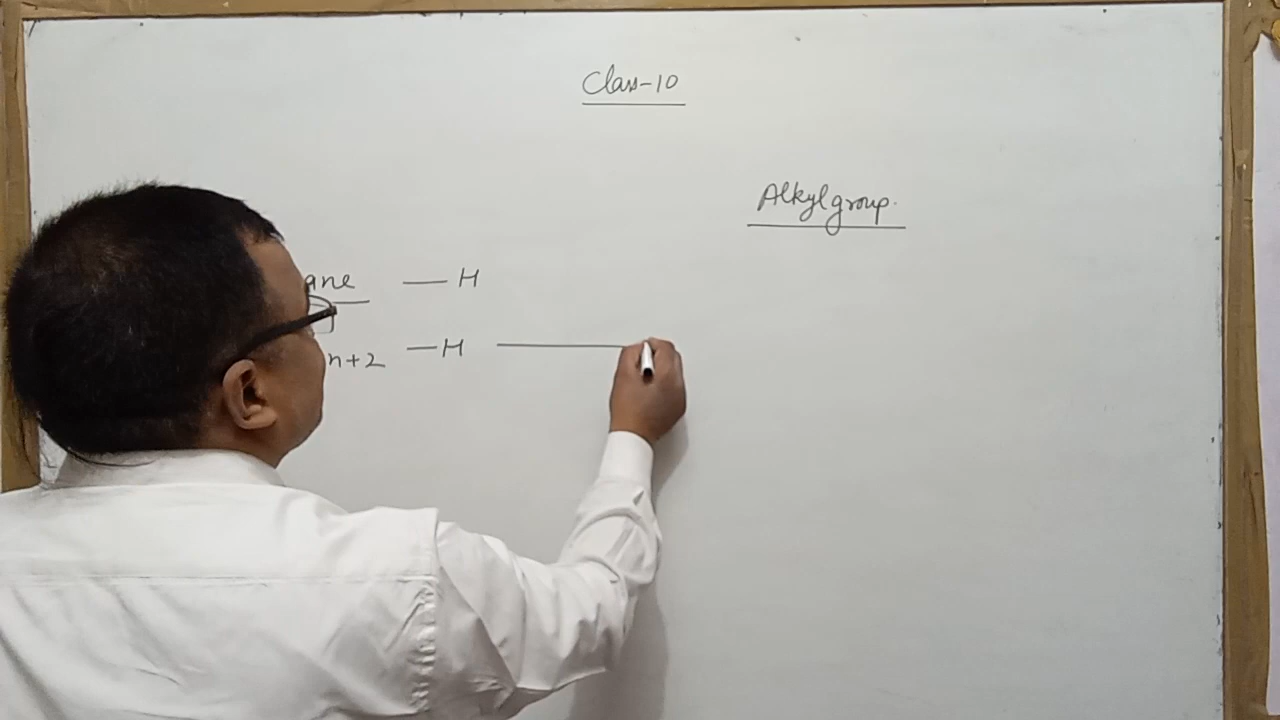 Class-10
Alkyl group.
ane — H
n+2 — H